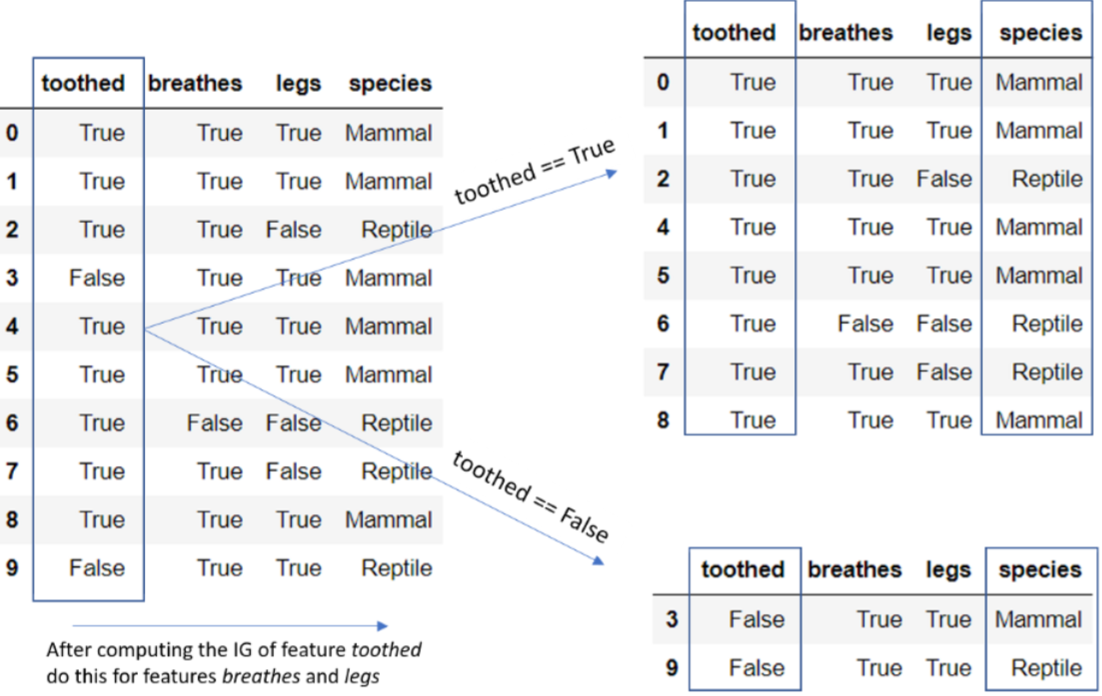 toothed breathes legs species
0 True True True Mammal
1 True True True Mammal
2 True True False Reptile
3 False True True Mammal
4 True True True Mammal
5 True True True Mammal
6 True False False Reptile
7 True True False Reptile
8 True True True Mammal
9 False True True Reptile
After computing the IG of feature toothed
do this for features breathes and legs
toothed == True
toothed breathes legs species
0 True True True Mammal
1 True True True Mammal
2 True True False Reptile
4 True True True Mammal
5 True True True Mammal
6 True False False Reptile
7 True True False Reptile
8 True True True Mammal
toothed == False
toothed breathes legs species
3 False True True Mammal
9 False True True Reptile